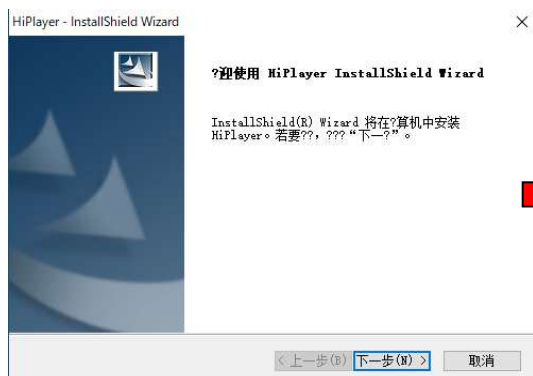 HiPlayer - InstallShield Wizard
?迎使用 HiPlayer InstallShield Wizard
InstallShield(R) Wizard 将在?算机中安装
HiPlayer。若要??，???“下一?”。
<上一步(B) 下一步(N) > 取消